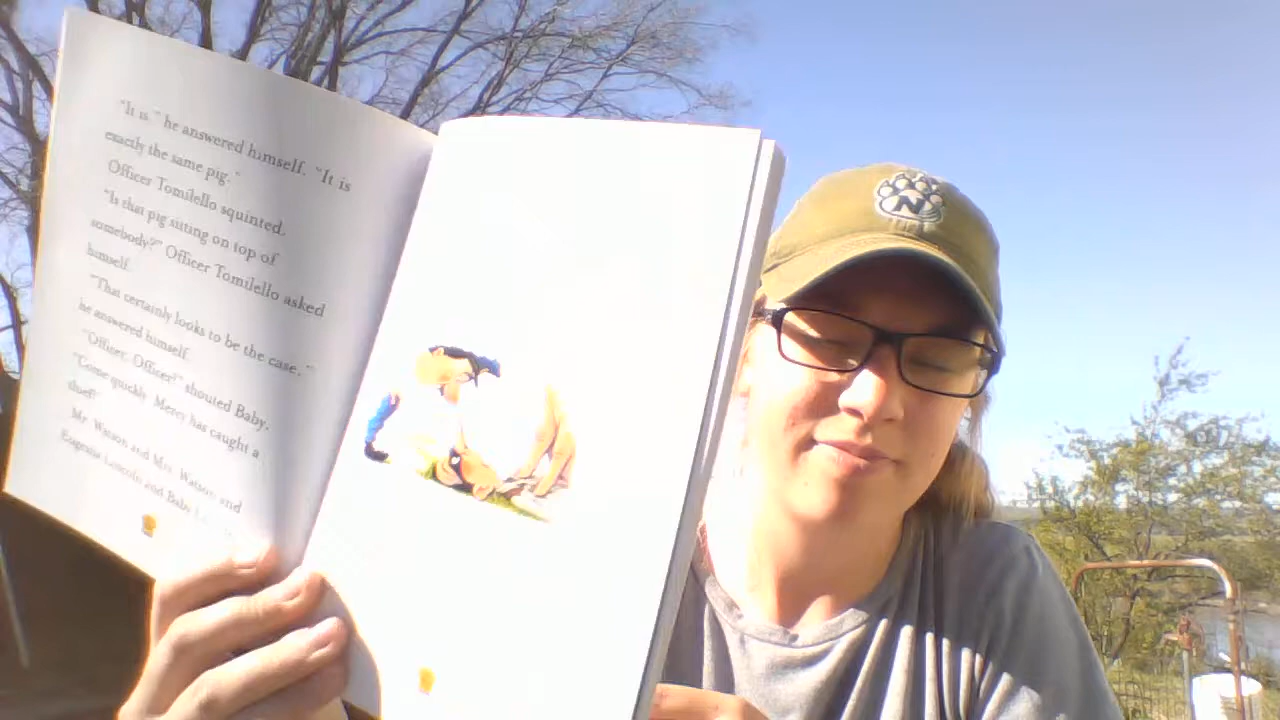 "It is," he answered himself. "It is
exactly the same pig."
Officer Tomilello squinted.
"Is that pig sitting on top of
somebody?" Officer Tomilello asked
himself.
"That certainly looks to be the case,"
he answered himself.
"Officer, Officer!" shouted Baby.
"Come quickly. Mercy has caught a
thief!"
Mr. Watson and Mrs. Watson and
Eugenia Lincoln and Baby
N